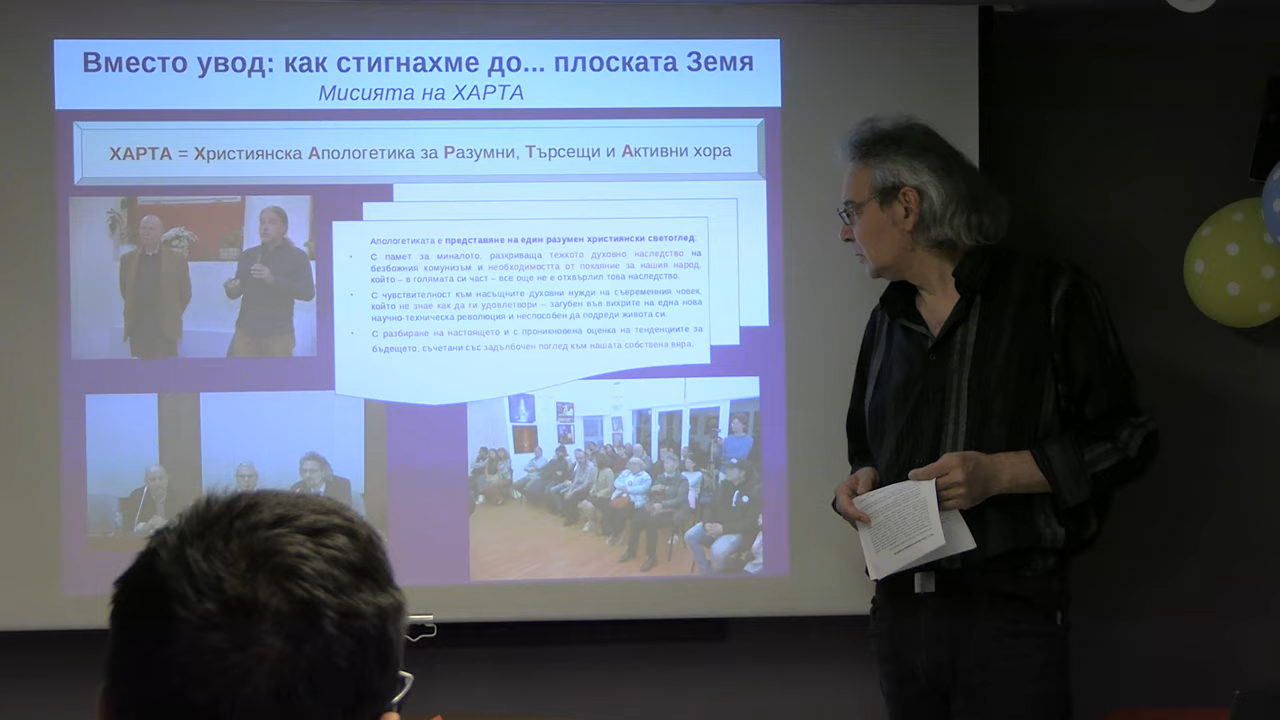 Вместо увод: как стигнахме до... плоската Земя
Мисията на ХАРТА
ХАРТА = Християнска Апологетика за Разумни, Търсещи и Активни хора
Апологетиката е представяне на един разумен християнски светоглед:
С памет за миналото, разкриваща тежкото духовно наследство на
безбожния комунизъм и необходимостта от покаяние за нашия народ,
който – в голямата си част – все още не е отхвърлил това наследство.
С чувствителност към насъщните духовни нужди на съвременния човек,
който не знае как да ги удовлетвори – загубен във вихрите на една нова
научно-техническа революция и неспособен да подреди живота си.
С разбиране на настоящето и с проникновена оценка на тенденциите за
бъдещето, съчетани със задълбочен поглед към нашата собствена вяра.